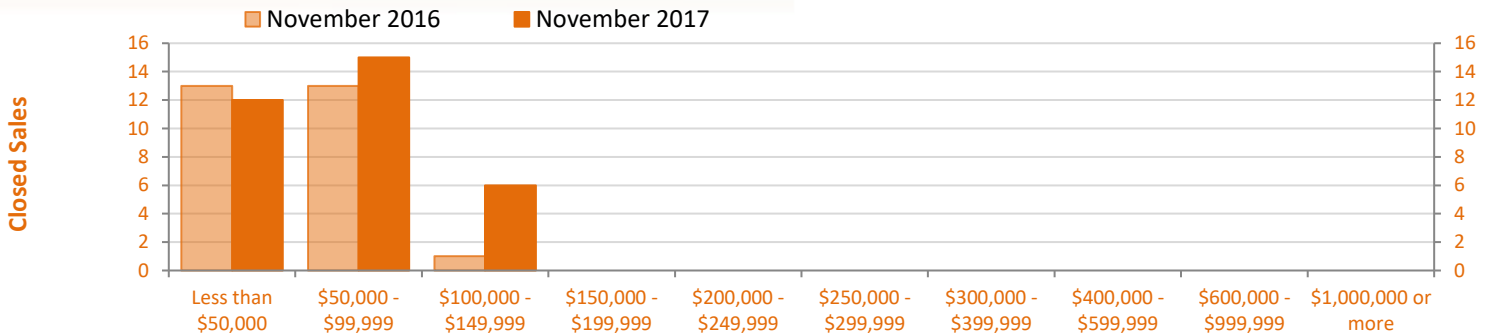 November 2016 November 2017
Closed Sales
16 16
14 14
12 12
10 10
8 8
6 6
4 4
2 2
0 0
Less than $50,000 - $100,000 - $150,000 - $200,000 - $250,000 - $300,000 - $400,000 - $600,000 - $1,000,000 or
$50,000 $99,999 $149,999 $199,999 $249,999 $299,999 $399,999 $599,999 $999,999 more